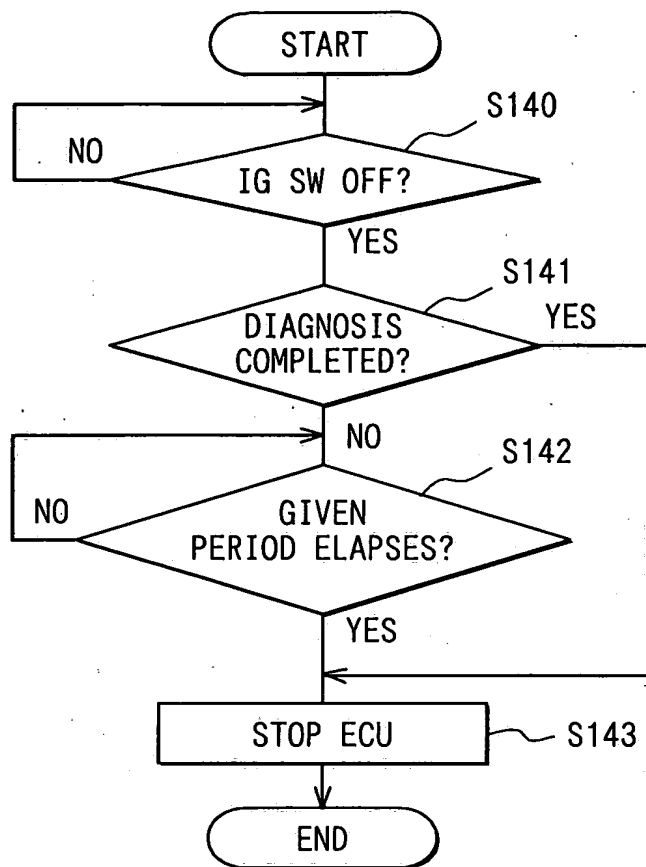 START
S140
NO
IG SW OFF?
YES
S141
DIAGNOSIS
COMPLETED?
YES
NO
S142
NO
GIVEN
PERIOD ELAPSES?
YES
STOP ECU
S143
END